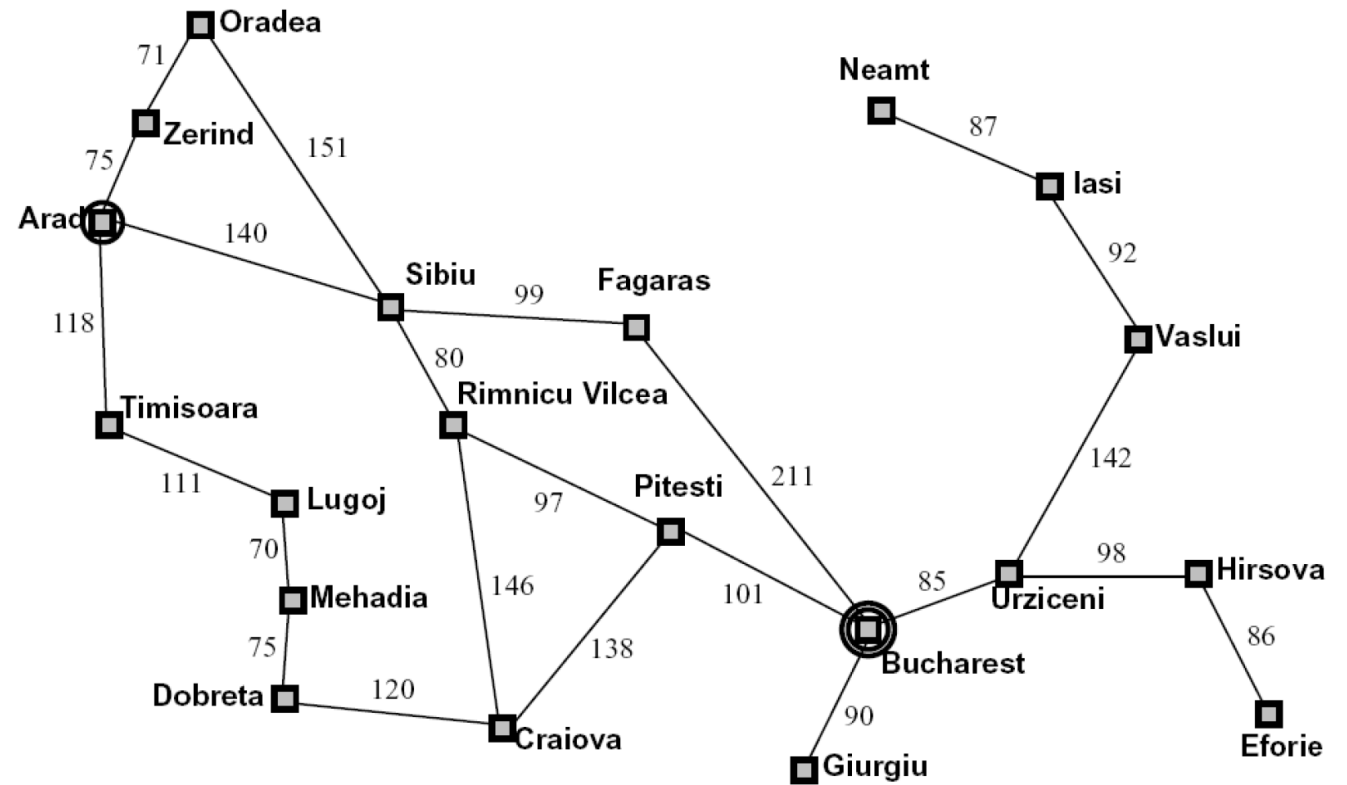 Oradea
71
Neamt
87
Zerind
151
75
Iasi
Arad
140
92
Sibiu
99
Fagaras
118
80
Vaslui
Rimnicu Vilcea
Timisoara
142
111
211
Lugoj
97
Pitesti
70
98
Hirsova
146
101
85
Mehadia
Urziceni
75
138
86
Bucharest
Dobreta
120
90
Craiova
Eforie
Giurgiu